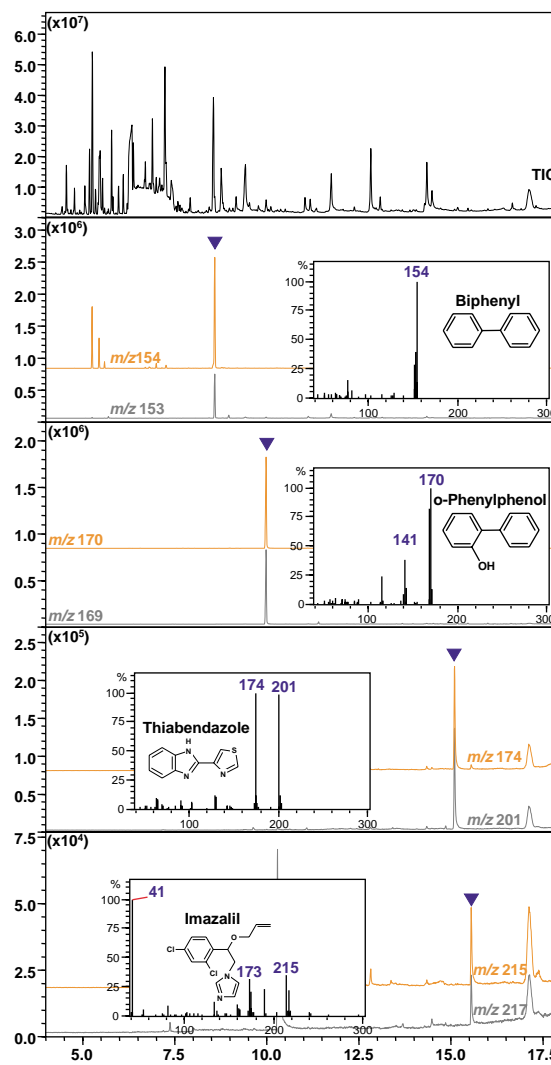 (x10⁷)
6.0
5.0
4.0
3.0
2.0
1.0
TIC
(x10⁶)
3.0
2.5
2.0
1.5
1.0
0.5
m/z154
m/z 153
%
100
75
50
25
0
154
Biphenyl
100
200
300
(x10⁶)
2.0
1.5
1.0
0.5
m/z 170
m/z 169
%
100
75
50
25
0
170
o-Phenylphenol
141
OH
100
200
300
(x10⁵)
2.5
2.0
1.5
1.0
0.5
%
100
75
50
25
0
174
201
Thiabendazole
H
N
N
S
N
100
200
300
m/z 174
m/z 201
7.5
(x10⁴)
5.0
2.5
0.0
%
100
75
50
25
0
41
Imazalil
Cl
O
Cl
N
N
173
215
100
200
300
m/z 215
m/z 217
5.0
7.5
10.0
12.5
15.0
17.5